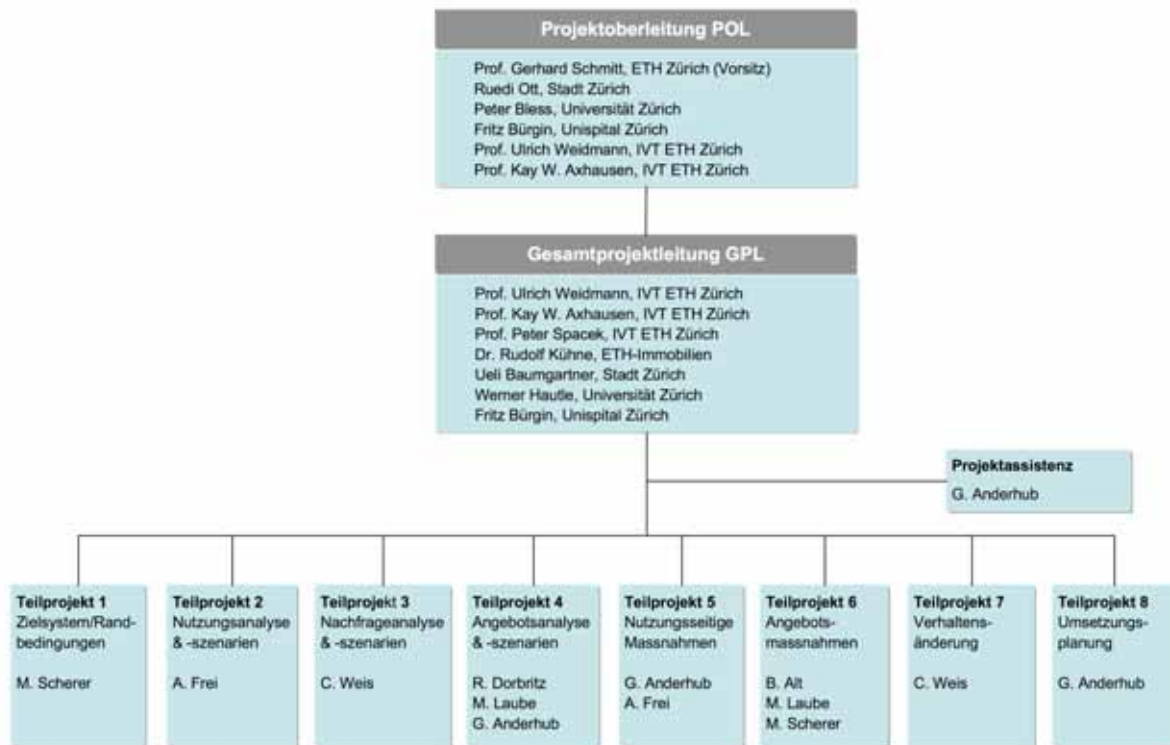 Projektoberleitung POL
Prof. Gerhard Schmitt, ETH Zürich (Vorsitz)
Ruedi Ott, Stadt Zürich
Peter Bless, Universität Zürich
Fritz Bürgin, Unispital Zürich
Prof. Ulrich Weidmann, IVT ETH Zürich
Prof. Kay W. Axhausen, IVT ETH Zürich
Gesamtprojektleitung GPL
Prof. Ulrich Weidmann, IVT ETH Zürich
Prof. Kay W. Axhausen, IVT ETH Zürich
Prof. Peter Spacek, IVT ETH Zürich
Dr. Rudolf Kühne, ETH-Immobilien
Ueli Baumgartner, Stadt Zürich
Werner Hautle, Universität Zürich
Fritz Bürgin, Unispital Zürich
Projektassistenz
G. Anderhub
Teilprojekt 1
Zielsystem/Rand-
bedingungen
M. Scherer
Teilprojekt 2
Nutzungsanalyse
& -szenarien
A. Frei
Teilprojekt 3
Nachfrageanalyse
& -szenarien
C. Weis
Teilprojekt 4
Angebotsanalyse
& -szenarien
R. Dorbritz
M. Laube
G. Anderhub
Teilprojekt 5
Nutzungsseitige
Massnahmen
G. Anderhub
A. Frei
Teilprojekt 6
Angebots-
massnahmen
B. Alt
M. Laube
M. Scherer
Teilprojekt 7
Verhaltens-
änderung
C. Weis
Teilprojekt 8
Umsetzungs-
planung
G. Anderhub